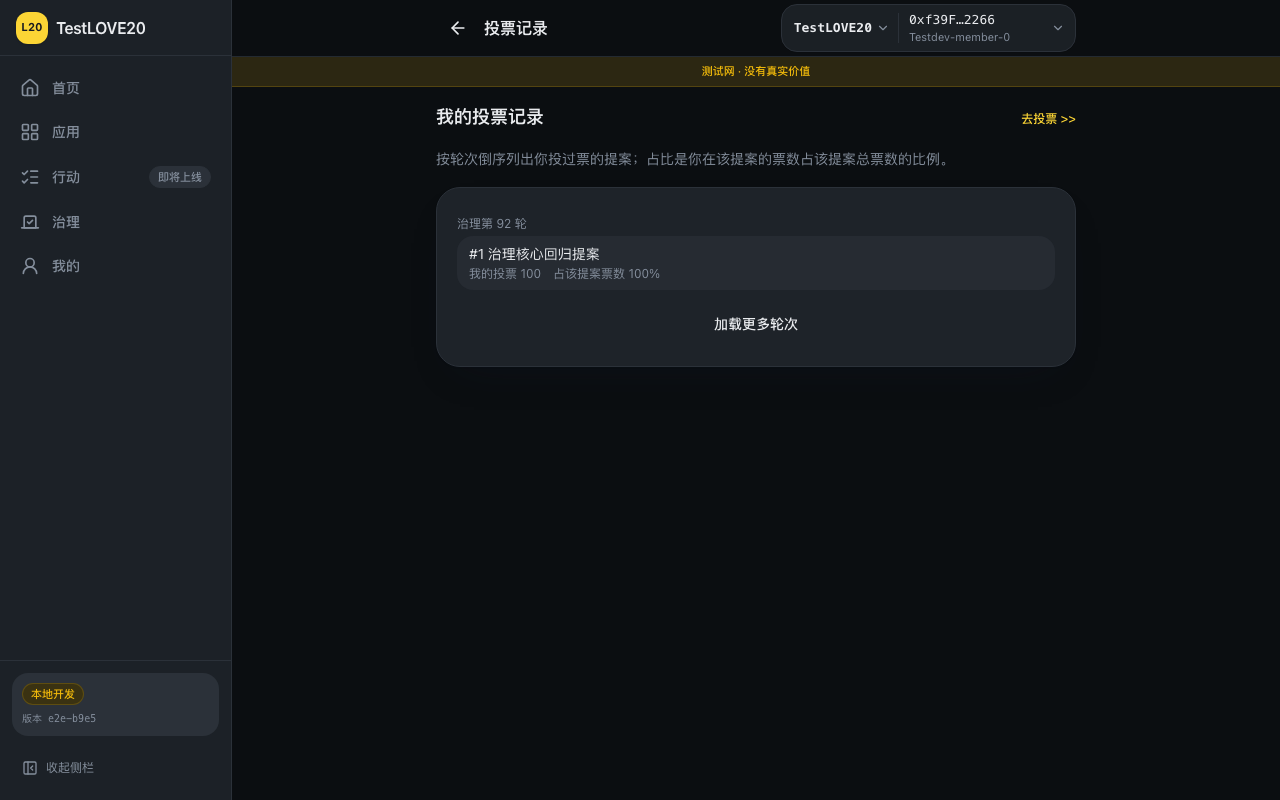 L20 TestLOVE20
首页
应用
行动 即将上线
治理
我的
本地开发
版本 e2e-b9e5
收起侧栏
投票记录
TestLOVE20
0xf39F…2266
Testdev-member-0
测试网 · 没有真实价值
我的投票记录
去投票 >>
按轮次倒序列出你投过票的提案；占比是你在该提案的票数占该提案总票数的比例。
治理第 92 轮
#1 治理核心回归提案
我的投票 100 占该提案票数 100%
加载更多轮次